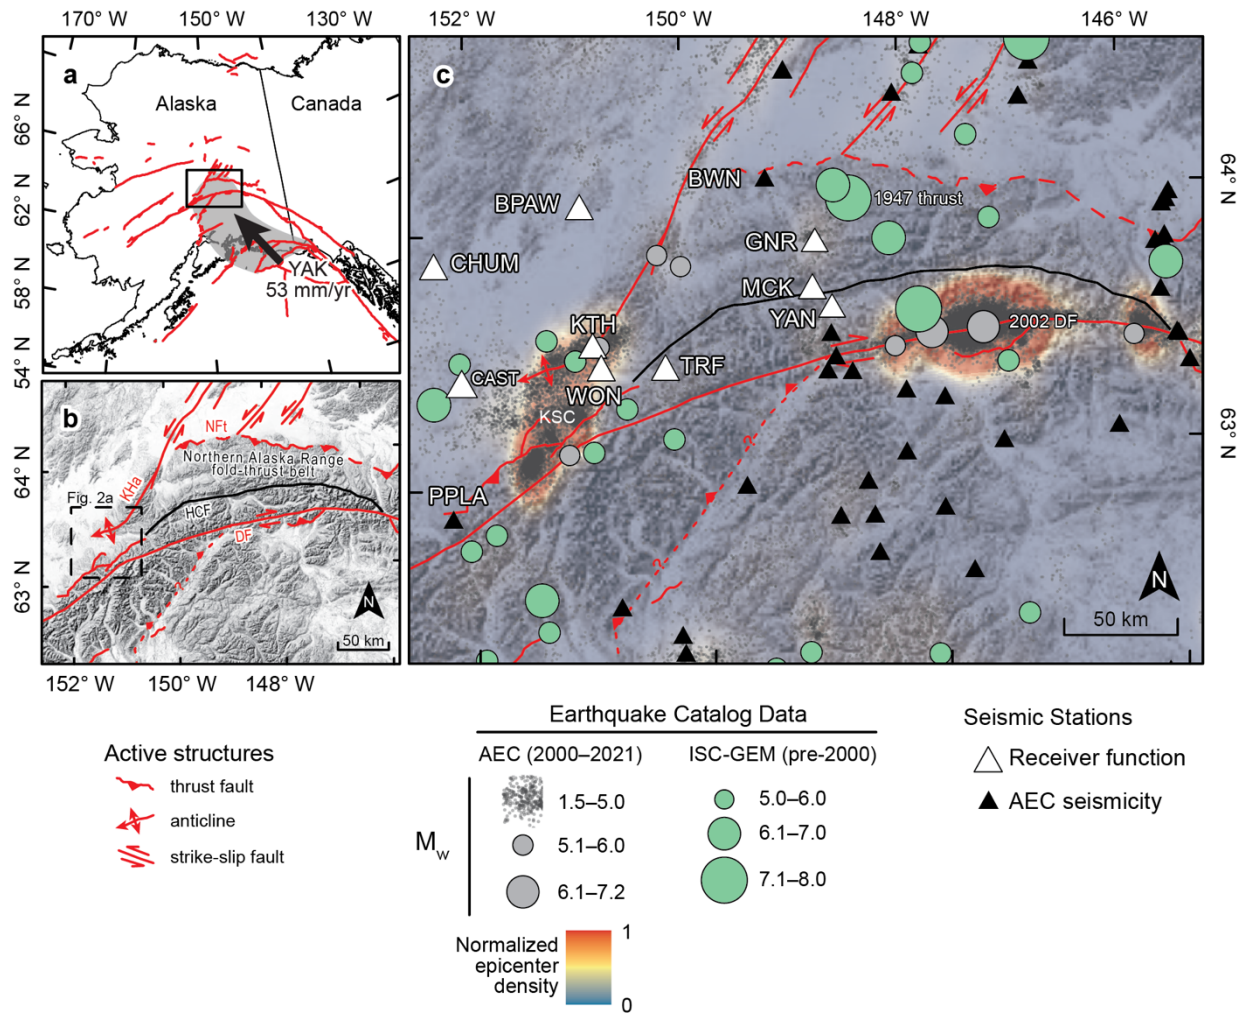 170° W
150° W
130° W
a
Alaska
Canada
YAK
53 mm/yr
66° N
62° N
58° N
54° N
b
NFt
Northern Alaska Range
fold-thrust belt
KHa
Fig. 2a
HCF
DF
N
50 km
64° N
63° N
152° W
150° W
148° W
152° W
150° W
148° W
146° W
c
BWN
BPAW
1947 thrust
GNR
CHUM
MCK
YAN
2002 DF
KTH
CAST
TRF
WON
KSC
PPLA
?
?
N
50 km
64° N
63° N
Active structures
thrust fault
anticline
strike-slip fault
Earthquake Catalog Data
AEC (2000–2021)
ISC-GEM (pre-2000)
Mw
1.5–5.0
5.1–6.0
6.1–7.2
5.0–6.0
6.1–7.0
7.1–8.0
Normalized
epicenter
density
1
0
Seismic Stations
Receiver function
AEC seismicity